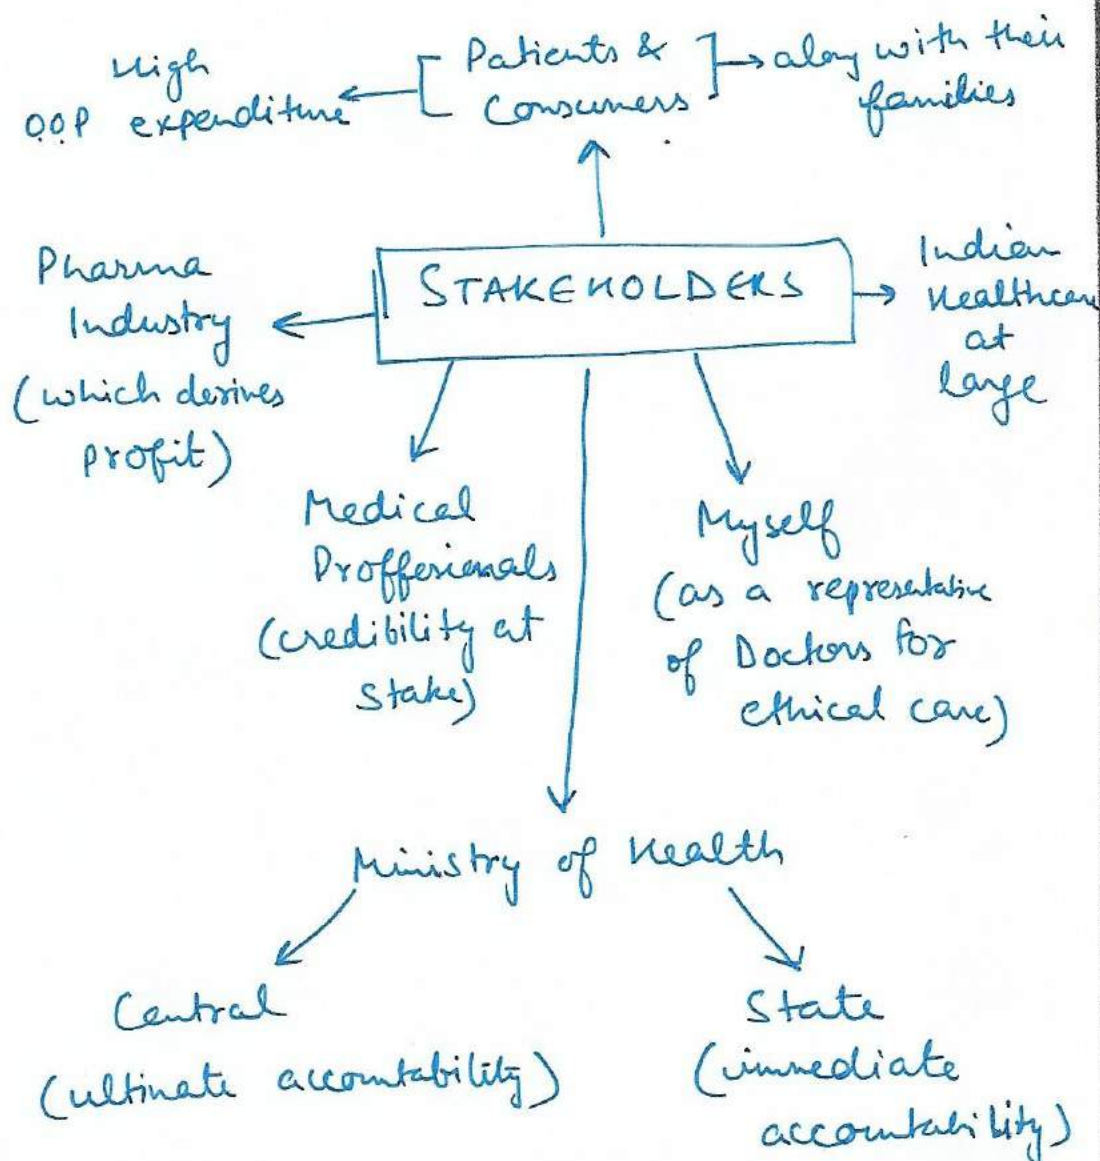 High
OOP expenditure
Patients &
Consumers
along with their
families
Pharma
Industry
(which derives
profit)
STAKEHOLDERS
Indian
Healthcare
at
large
Medical
Proffesionals
(credibility at
stake)
Myself
(as a representative
of Doctors for
ethical care)
Ministry of Health
Central
(ultimate accountability)
State
(immediate
accountability)